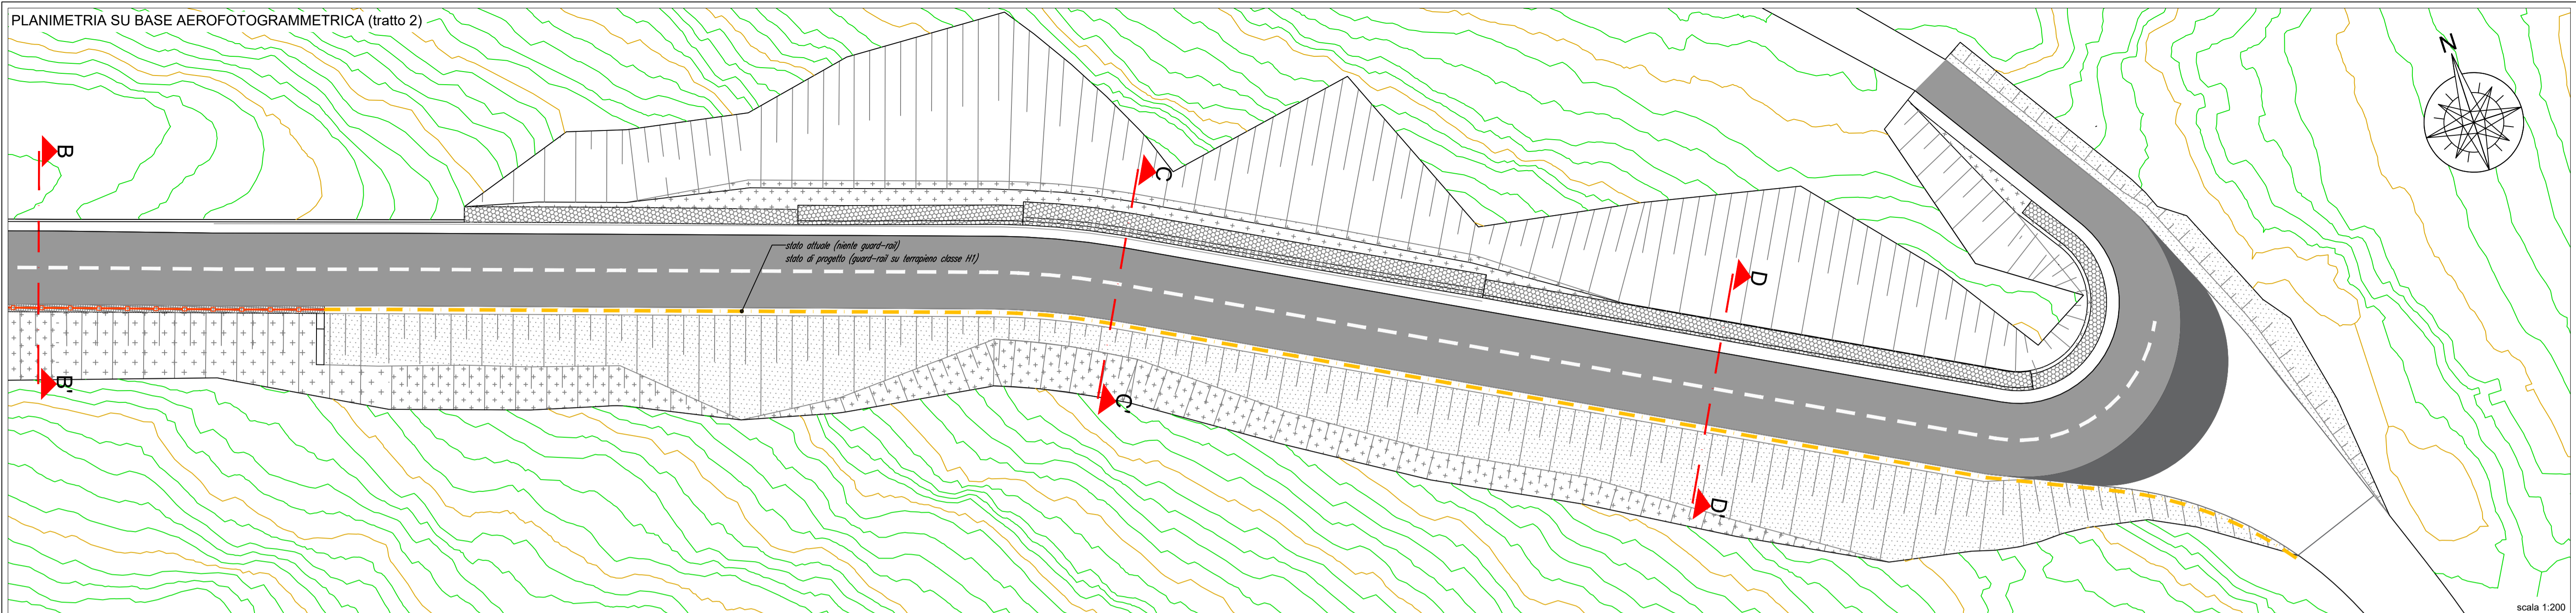 PLANIMETRIA SU BASE AEROFOTOGRAMMETRICA (tratto 2)
N
B
C
stato attuale (niente guard-rail)
stato di progetto (guard-rail su terrapieno classe H1)
D
B'
C'
D'
scala 1:200